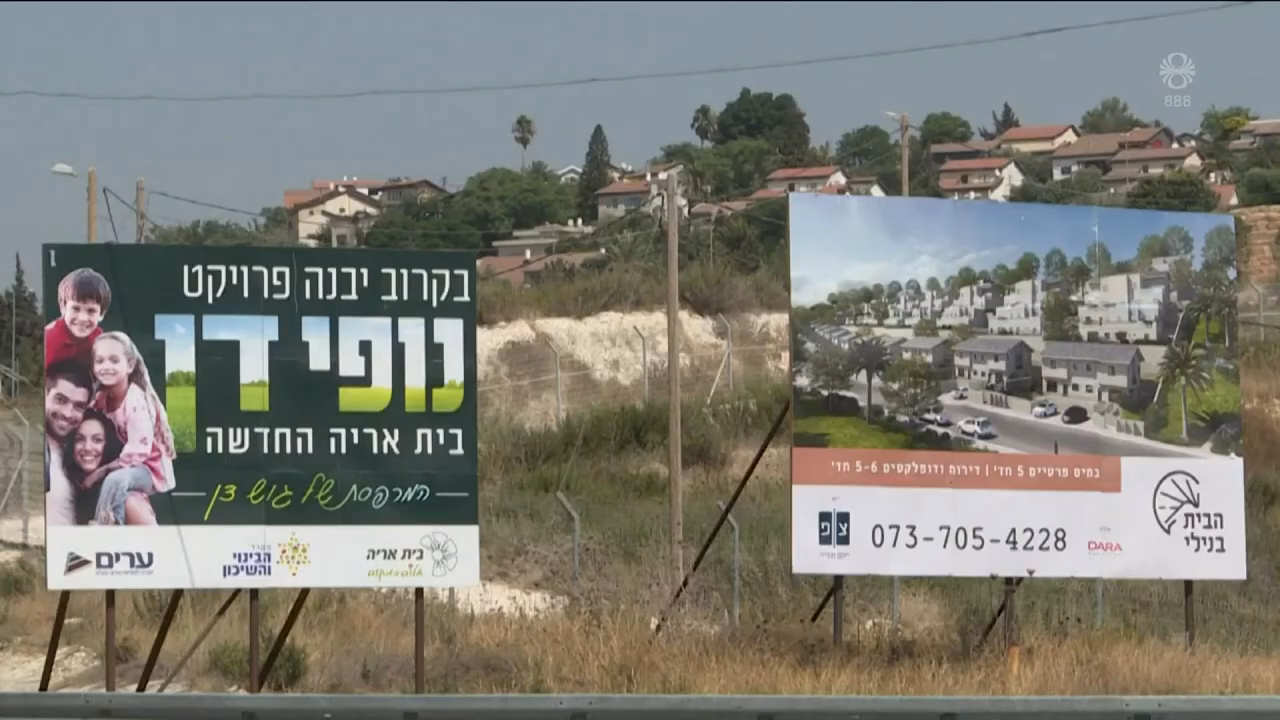 888
בקרוב יבנה פרויקט
נופי דן
בית אריה החדשה
המרפסת של גוש דן
ערים
משרד
הבינוי
והשיכון
בית אריה
בתים פרטיים 5 חד' | דירות ודופלקסים 5-6 חד'
צפ
073-705-4228
DARA
הבית
בנילי